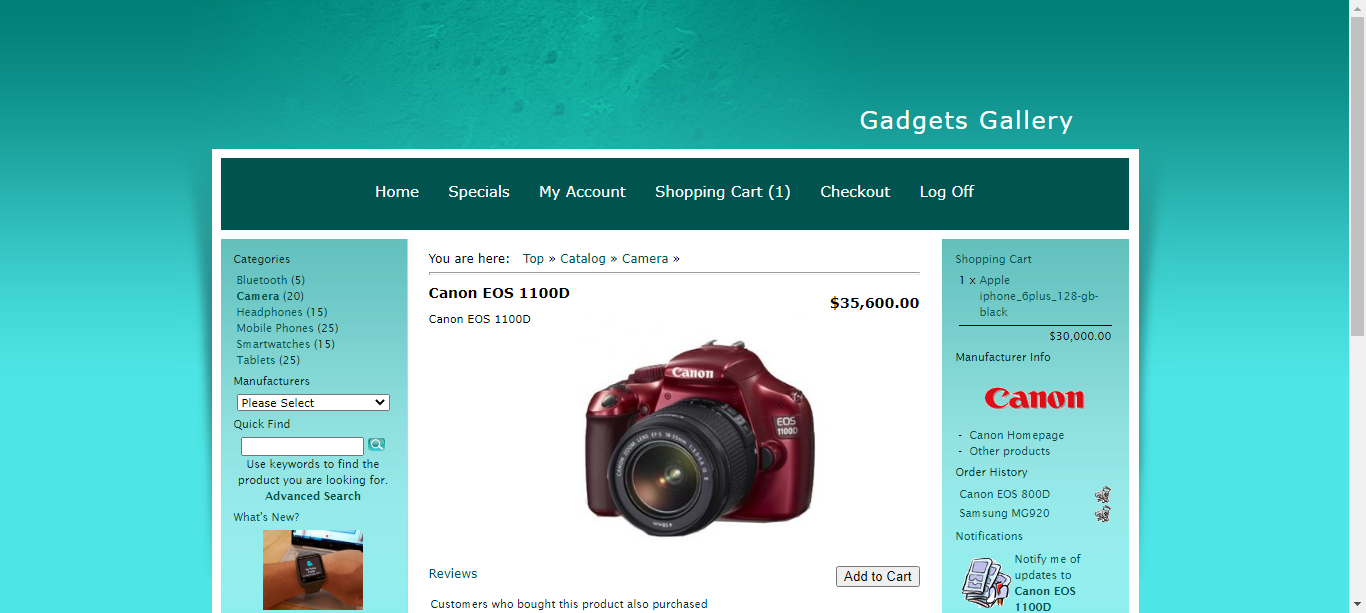 Gadgets Gallery
Home
Specials
My Account
Shopping Cart (1)
Checkout
Log Off
Categories
Bluetooth (5)
Camera (20)
Headphones (15)
Mobile Phones (25)
Smartwatches (15)
Tablets (25)
Manufacturers
Please Select
Quick Find
Use keywords to find the
product you are looking for.
Advanced Search
What's New?
You are here: Top » Catalog » Camera »
Canon EOS 1100D
$35,600.00
Canon EOS 1100D
Canon
EOS
1100D
Reviews
Add to Cart
Customers who bought this product also purchased
Shopping Cart
1 x Apple
iphone_6plus_128-gb-
black
$30,000.00
Manufacturer Info
Canon
- Canon Homepage
- Other products
Order History
Canon EOS 800D
Samsung MG920
Notifications
Notify me of
updates to
Canon EOS
1100D